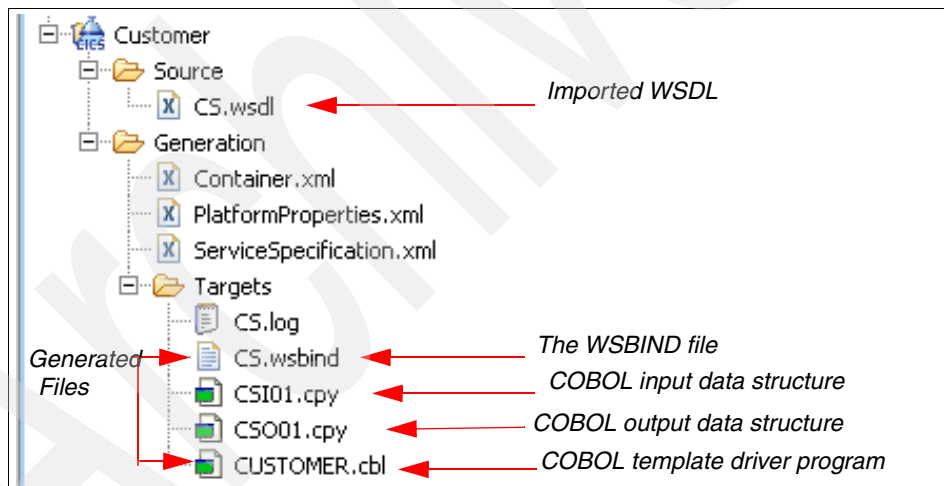 CICS Customer
Source
CS.wsdl Imported WSDL
Generation
Container.xml
PlatformProperties.xml
ServiceSpecification.xml
Targets
CS.log
Generated Files
CS.wsbind The WSBIND file
CSI01.cpy COBOL input data structure
CSO01.cpy COBOL output data structure
CUSTOMER.cbl COBOL template driver program
Archive